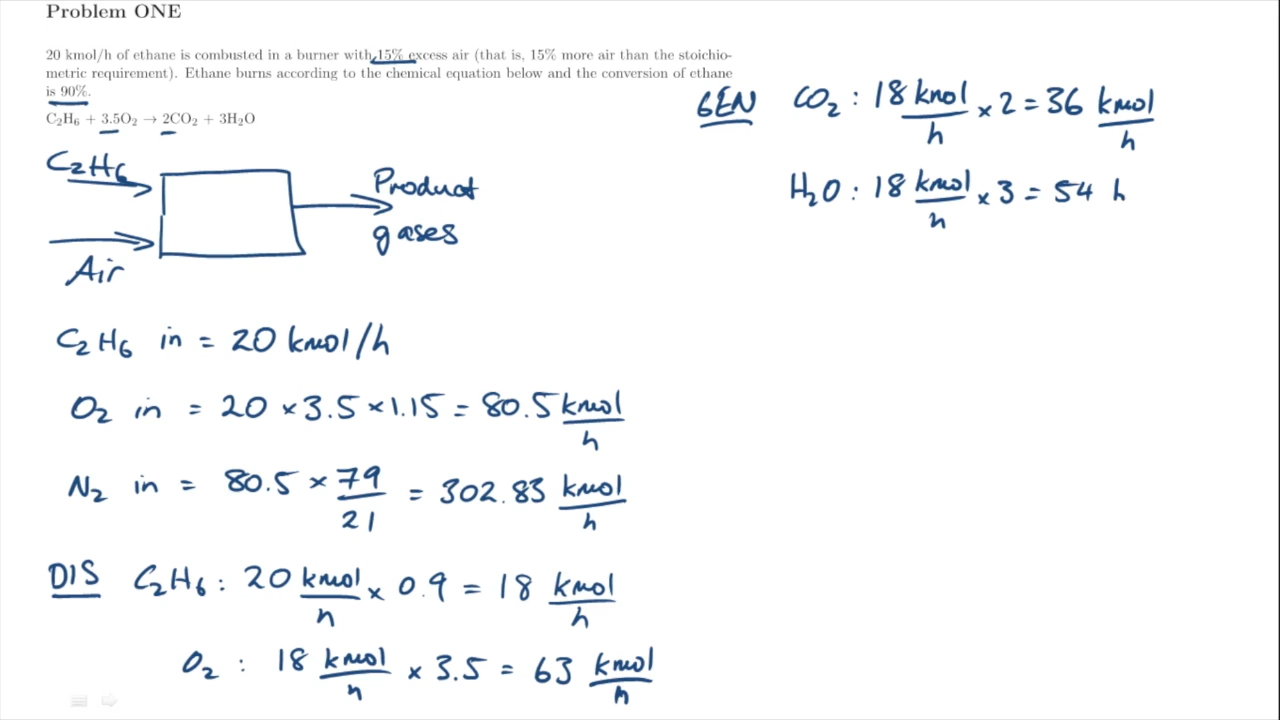 Problem ONE
20 kmol/h of ethane is combusted in a burner with 15% excess air (that is, 15% more air than the stoichio-
metric requirement). Ethane burns according to the chemical equation below and the conversion of ethane
is 90%.
C₂H₆ + 3.5O₂ → 2CO₂ + 3H₂O
C₂H₆
Product
gases
Air
C₂H₆ in = 20 kmol/h
O₂ in = 20 × 3.5 × 1.15 = 80.5 kmol/h
N₂ in = 80.5 × 79/21 = 302.83 kmol/h
DIS C₂H₆ : 20 kmol/h × 0.9 = 18 kmol/h
O₂ : 18 kmol/h × 3.5 = 63 kmol/h
GEN CO₂ : 18 kmol/h × 2 = 36 kmol/h
H₂O : 18 kmol/h × 3 = 54 h